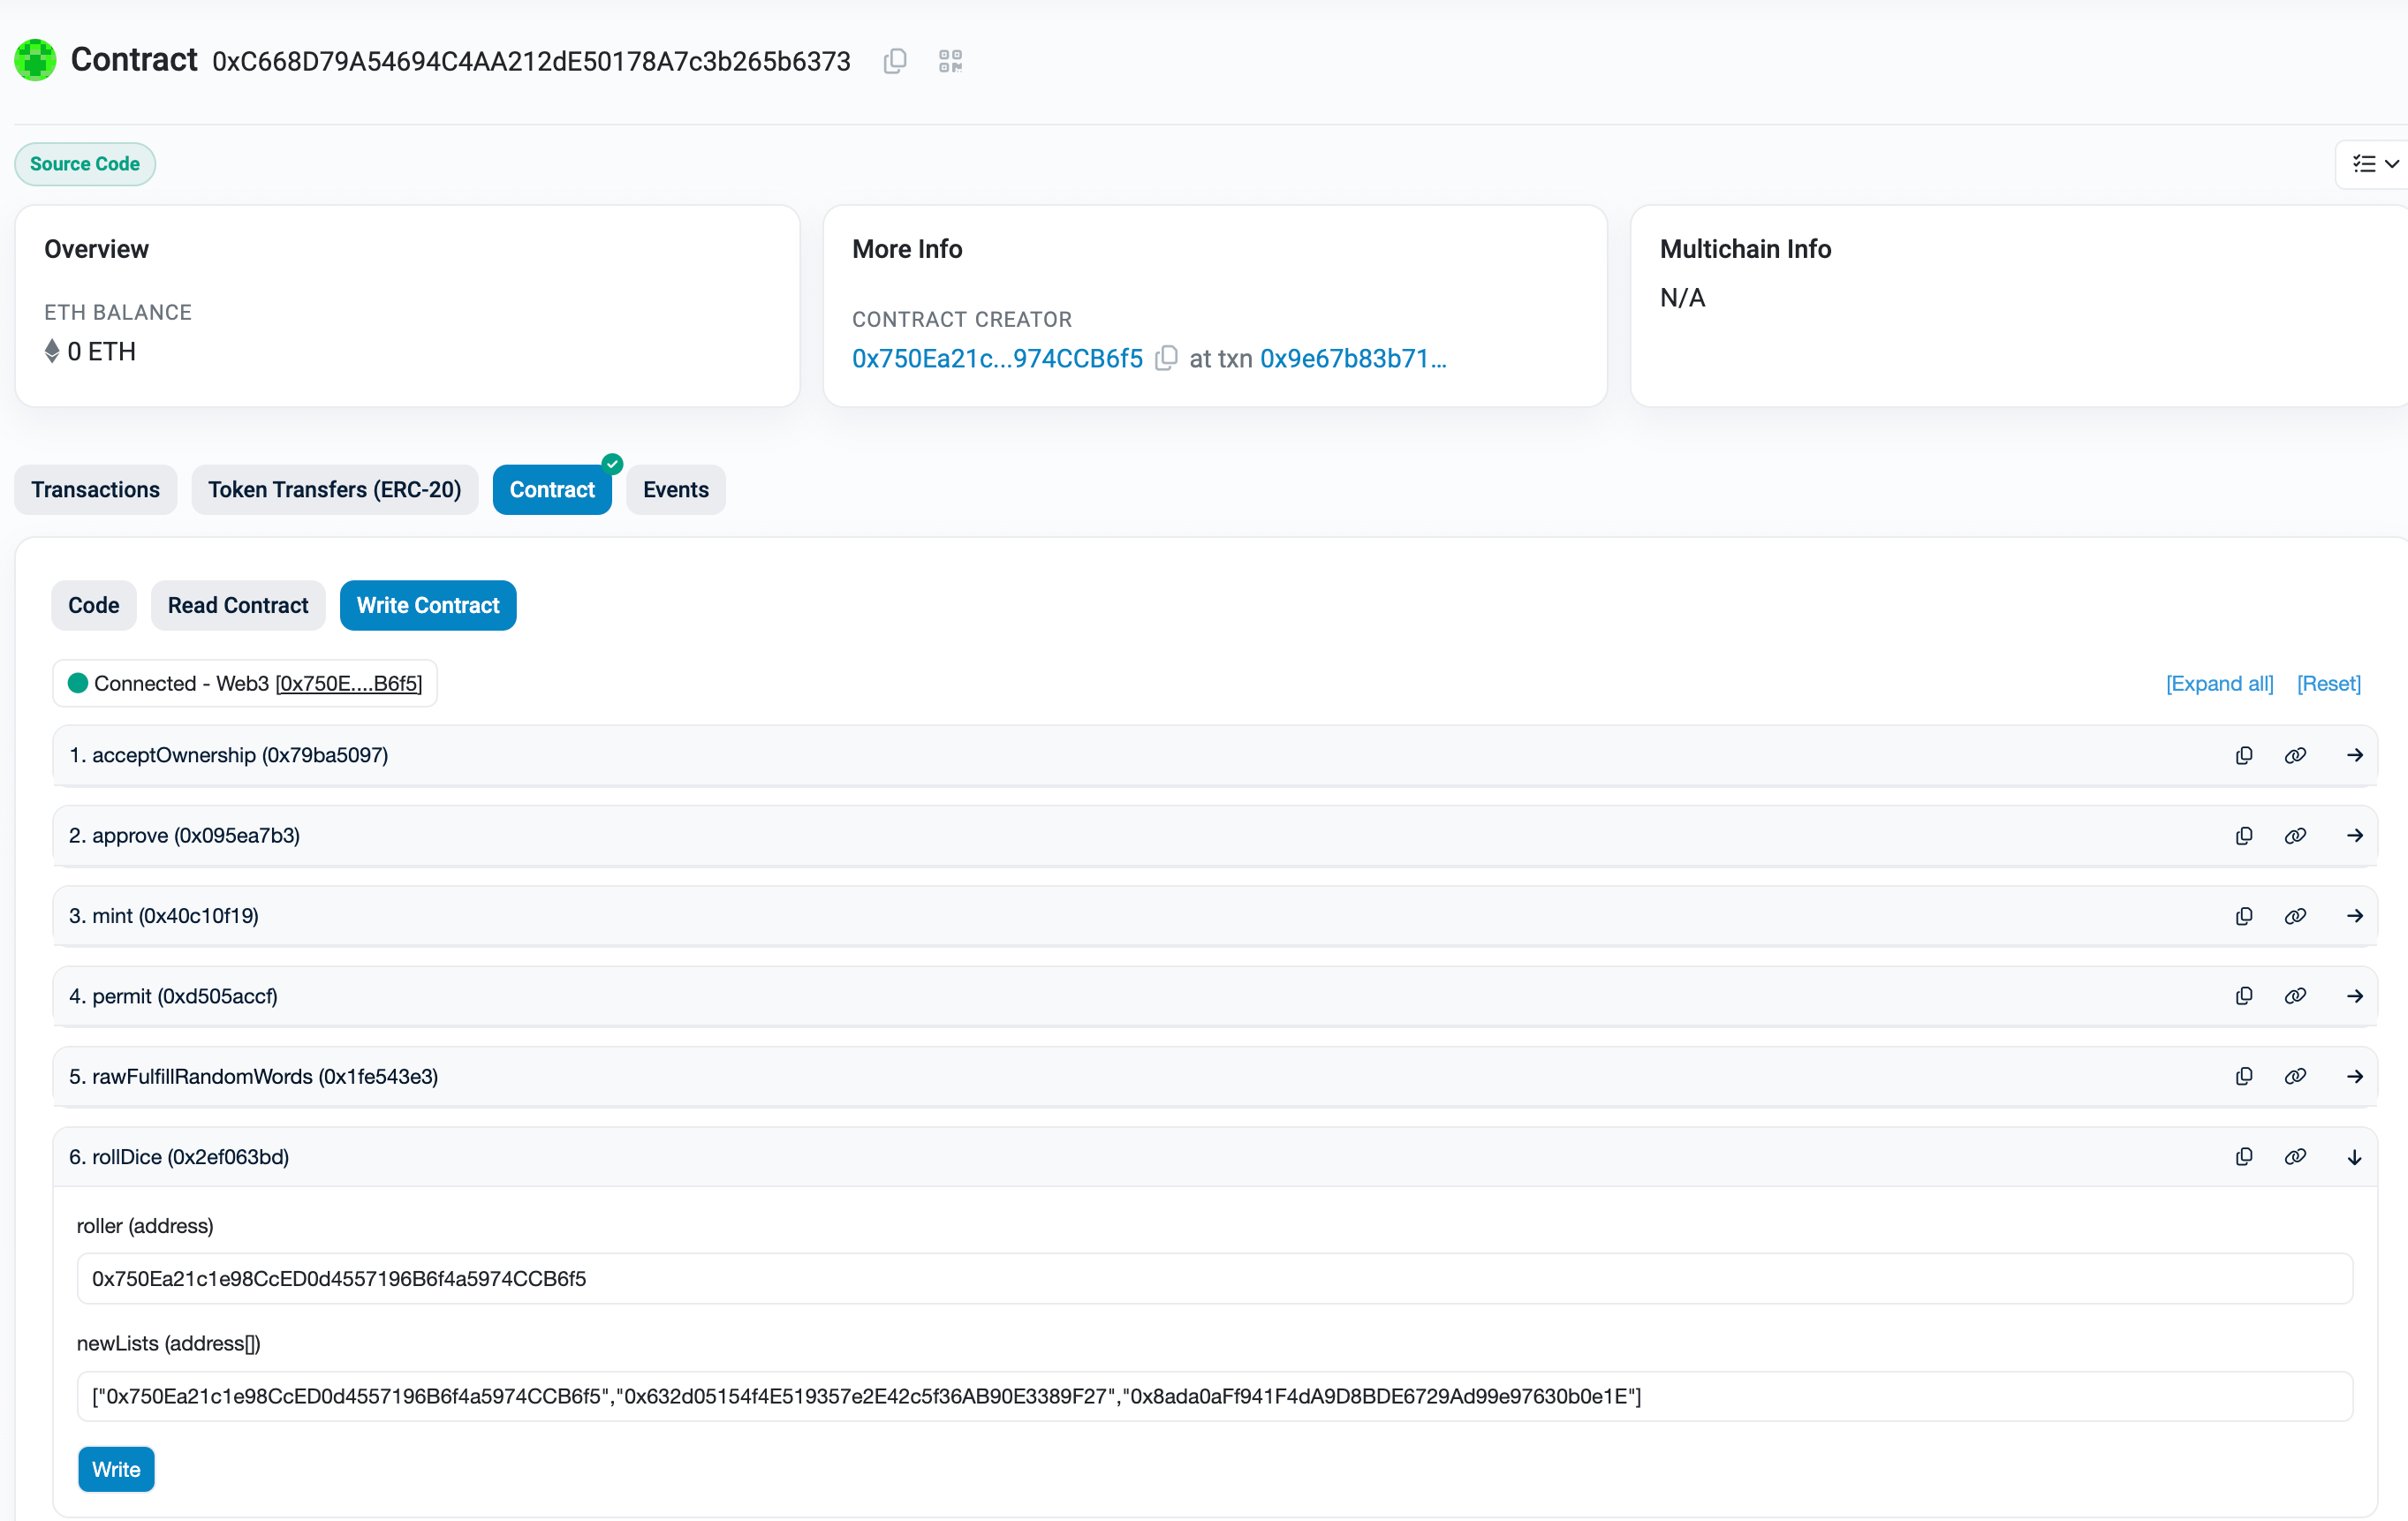 Contract 0xC668D79A54694C4AA212dE50178A7c3b265b6373
Source Code
Overview
ETH BALANCE
0 ETH
More Info
CONTRACT CREATOR
0x750Ea21c...974CCB6f5 at txn 0x9e67b83b71...
Multichain Info
N/A
Transactions
Token Transfers (ERC-20)
Contract
Events
Code
Read Contract
Write Contract
Connected - Web3 [0x750E....B6f5]
[Expand all]
[Reset]
1. acceptOwnership (0x79ba5097)
2. approve (0x095ea7b3)
3. mint (0x40c10f19)
4. permit (0xd505accf)
5. rawFulfillRandomWords (0x1fe543e3)
6. rollDice (0x2ef063bd)
roller (address)
0x750Ea21c1e98CcED0d4557196B6f4a5974CCB6f5
newLists (address[])
["0x750Ea21c1e98CcED0d4557196B6f4a5974CCB6f5","0x632d05154f4E519357e2E42c5f36AB90E3389F27","0x8ada0aFf941F4dA9D8BDE6729Ad99e97630b0e1E"]
Write